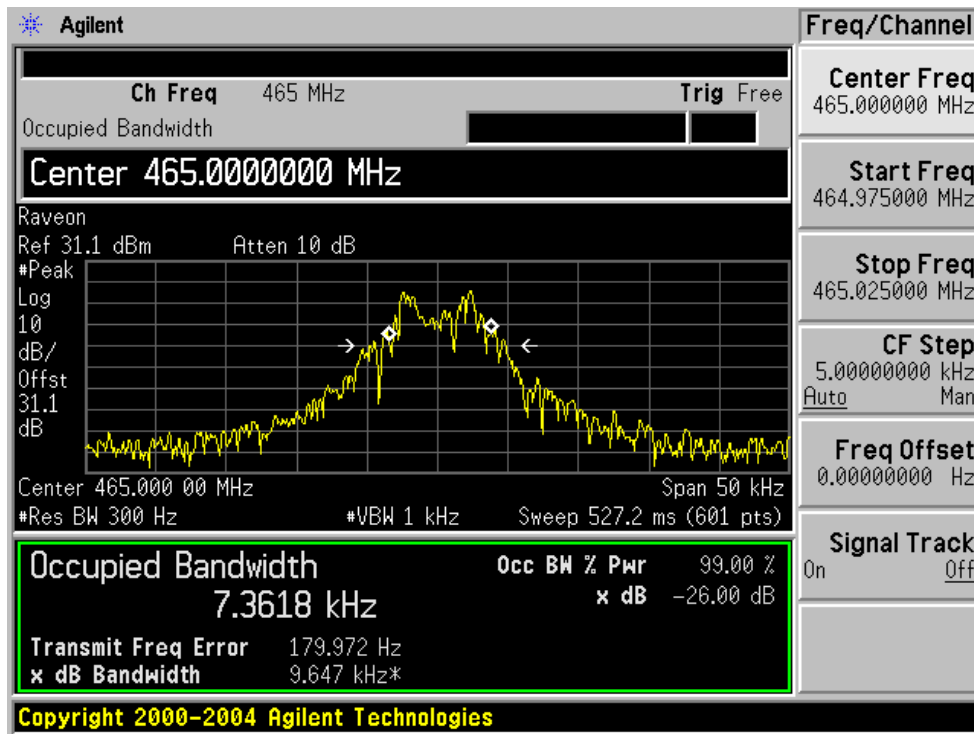 Agilent
Freq/Channel
Ch Freq 465 MHz Trig Free
Occupied Bandwidth
Center 465.0000000 MHz
Raveon
Ref 31.1 dBm Atten 10 dB
#Peak
Log
10
dB/
Offst
31.1
dB
Center 465.000 00 MHz Span 50 kHz
#Res BW 300 Hz #VBW 1 kHz Sweep 527.2 ms (601 pts)
Occupied Bandwidth
7.3618 kHz
Occ BW % Pwr 99.00 %
x dB -26.00 dB
Transmit Freq Error 179.972 Hz
x dB Bandwidth 9.647 kHz*
Copyright 2000-2004 Agilent Technologies
Center Freq
465.000000 MHz
Start Freq
464.975000 MHz
Stop Freq
465.025000 MHz
CF Step
5.00000000 kHz
Auto Man
Freq Offset
0.00000000 Hz
Signal Track
On Off